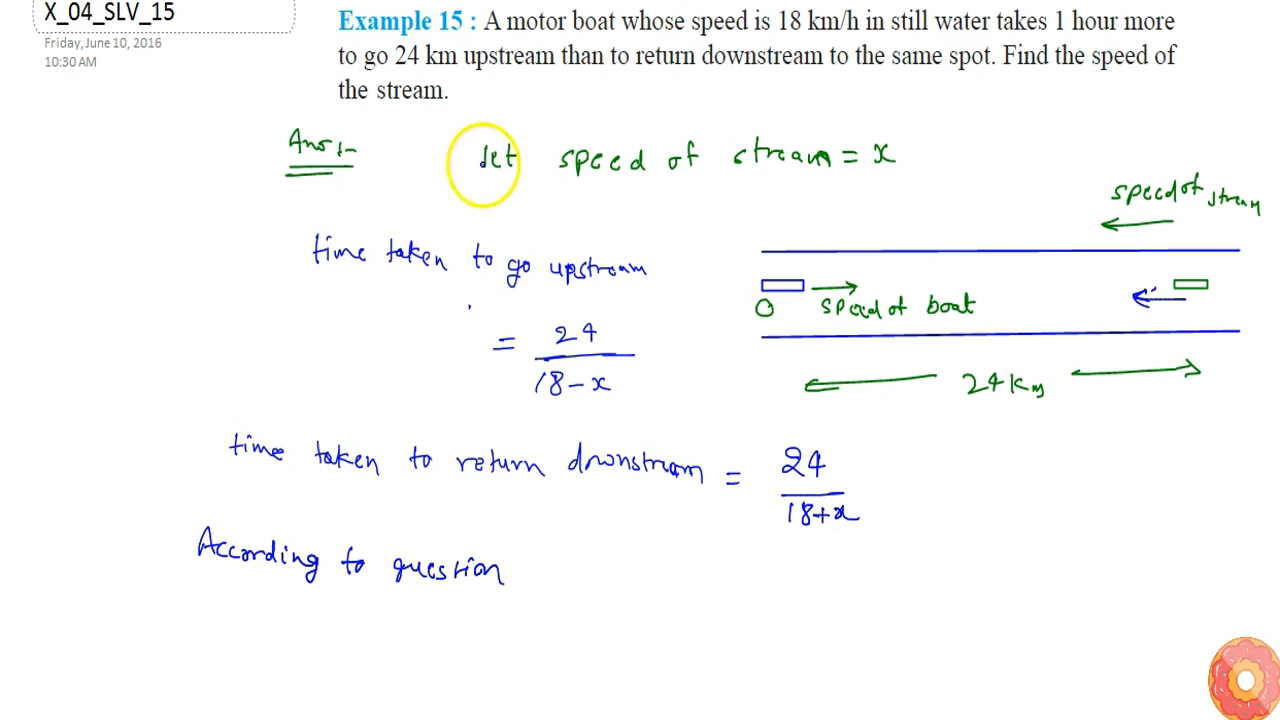 X_04_SLV_15
Friday, June 10, 2016
10:30 AM
Example 15 : A motor boat whose speed is 18 km/h in still water takes 1 hour more
to go 24 km upstream than to return downstream to the same spot. Find the speed of
the stream.
Ans:-
Let speed of stream = x
speed of stream
time taken to go upstream
speed of boat
= 24
18 - x
24 Km
time taken to return downstream = 24
18 + x
According to question